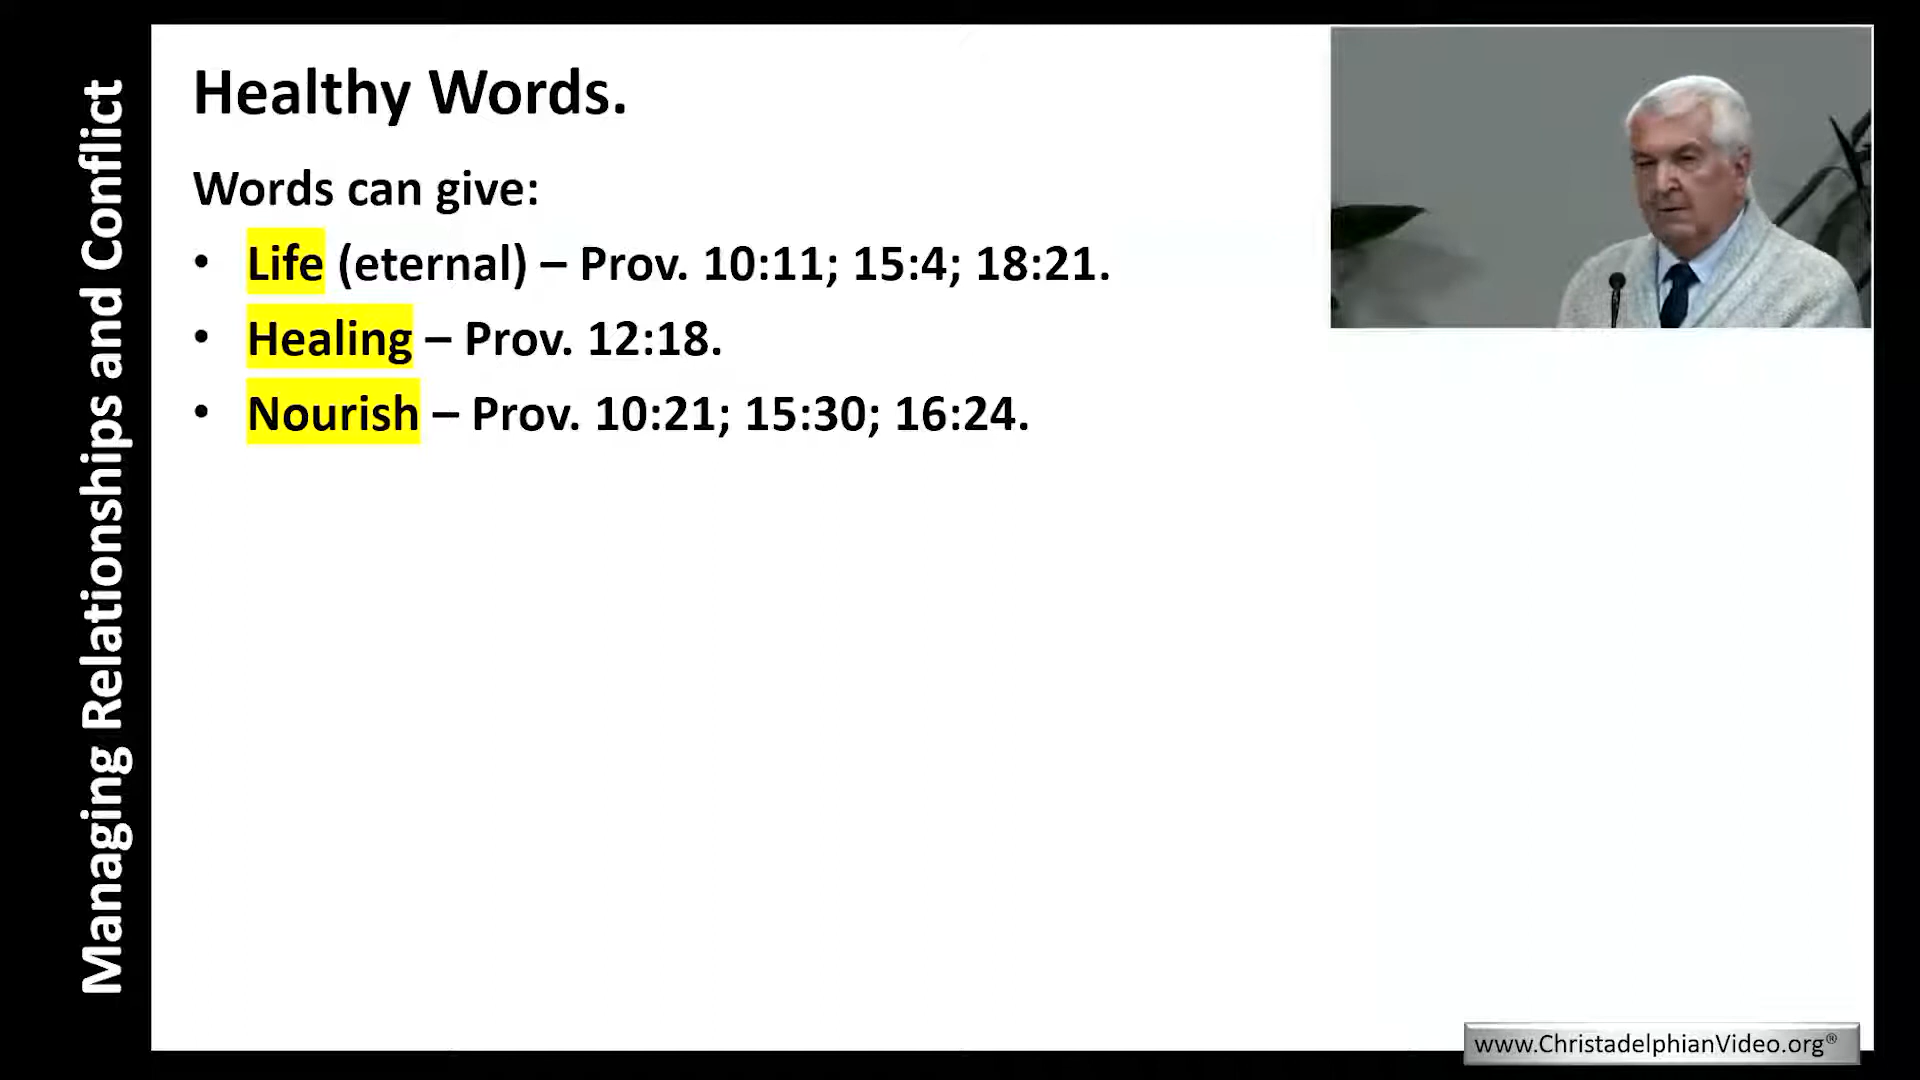 Managing Relationships and Conflict
Healthy Words.
Words can give:
• Life (eternal) – Prov. 10:11; 15:4; 18:21.
• Healing – Prov. 12:18.
• Nourish – Prov. 10:21; 15:30; 16:24.
www.ChristadelphianVideo.org®